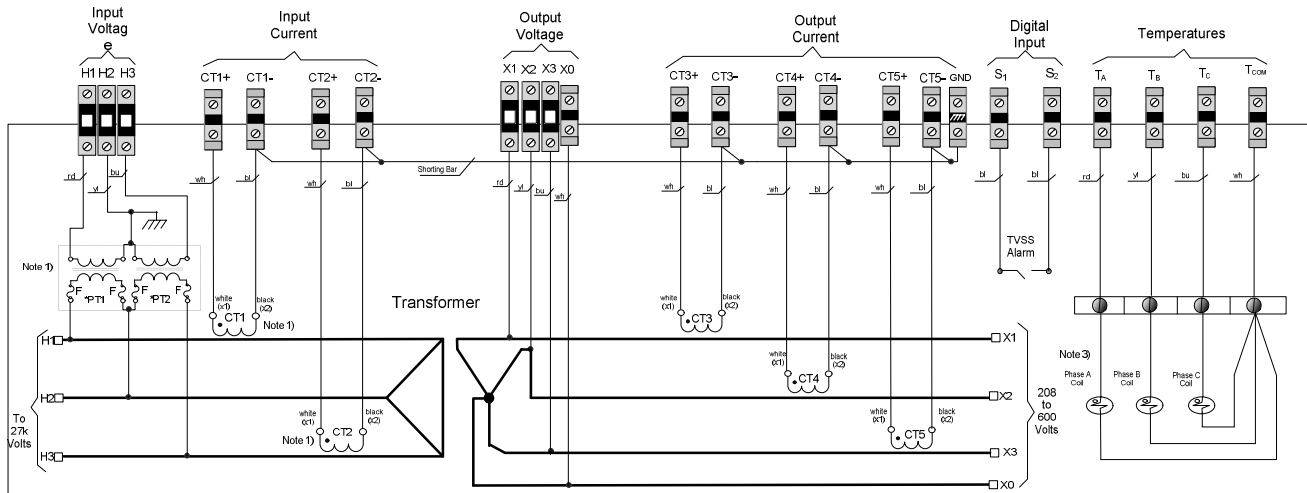 Input
Voltag
e
Input
Current
Output
Voltage
Output
Current
Digital
Input
Temperatures
H1 H2 H3
CT1+ CT1- CT2+ CT2-
X1 X2 X3 X0
CT3+ CT3- CT4+ CT4- CT5+ CT5- GND
S1 S2
TA TB TC TCOM
Shorting Bar
rd yl bu
wh bl wh bl
rd yl bu wh
wh bl wh bl wh bl
bl bl
rd yl bu wh
TVSS
Alarm
Note 1)
F *PT1 F F *PT2 F
Transformer
white
(x1)
CT1
black
(x2)
Note 1)
white
(x1)
CT3
black
(x2)
H1
X1
white
(x1)
CT4
black
(x2)
Note 3)
Phase A
Coil
Phase B
Coil
Phase C
Coil
H2
X2
To
27k
Volts
208
to
600
Volts
white
(x1)
CT2
black
(x2)
Note 1)
white
(x1)
CT5
black
(x2)
H3
X3
X0